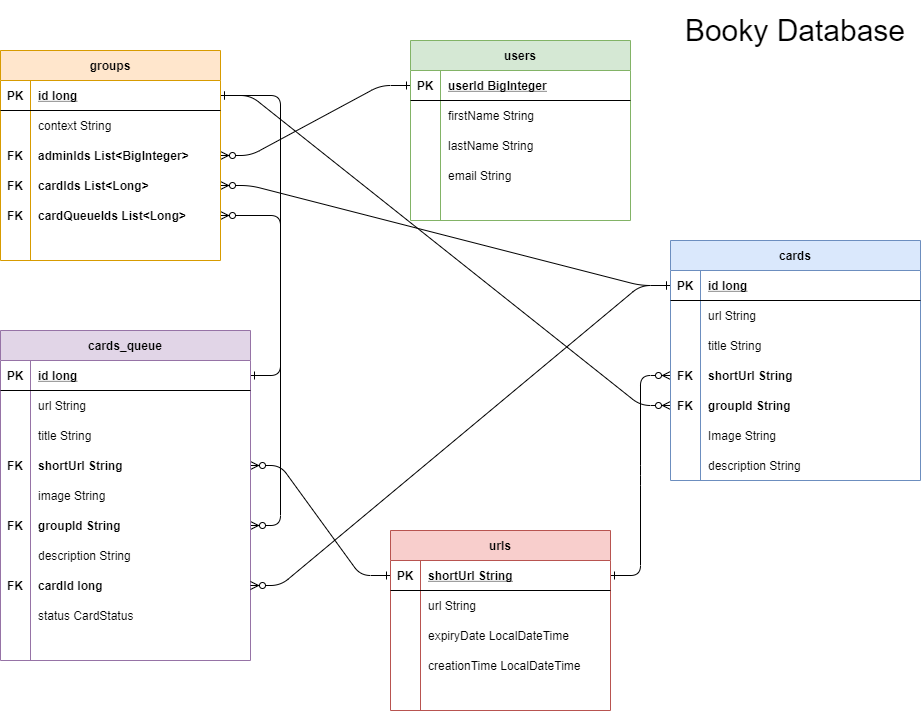 Booky Database
groups
PK id long
context String
FK adminIds List<BigInteger>
FK cardIds List<Long>
FK cardQueueIds List<Long>
users
PK userId BigInteger
firstName String
lastName String
email String
cards
PK id long
url String
title String
FK shortUrl String
FK groupId String
Image String
description String
cards_queue
PK id long
url String
title String
FK shortUrl String
image String
FK groupId String
description String
FK cardId long
status CardStatus
urls
PK shortUrl String
url String
expiryDate LocalDateTime
creationTime LocalDateTime